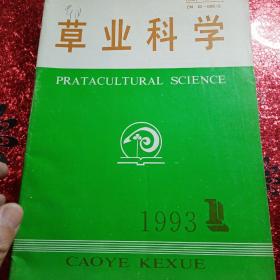 草业科学
PRATACULTURAL SCIENCE
1993 1
CAOYE KEXUE